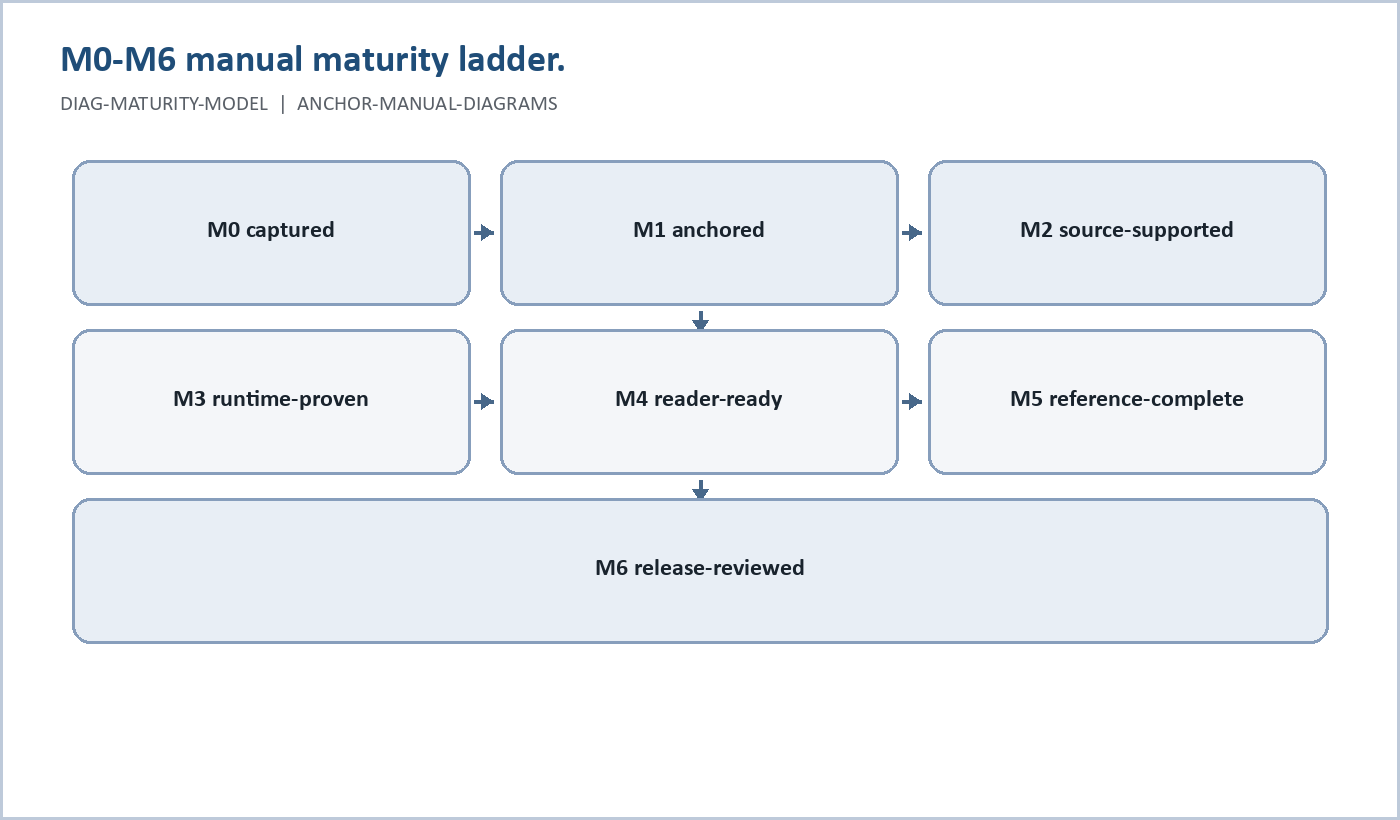 M0-M6 manual maturity ladder.
DIAG-MATURITY-MODEL | ANCHOR-MANUAL-DIAGRAMS
M0 captured
M1 anchored
M2 source-supported
M3 runtime-proven
M4 reader-ready
M5 reference-complete
M6 release-reviewed